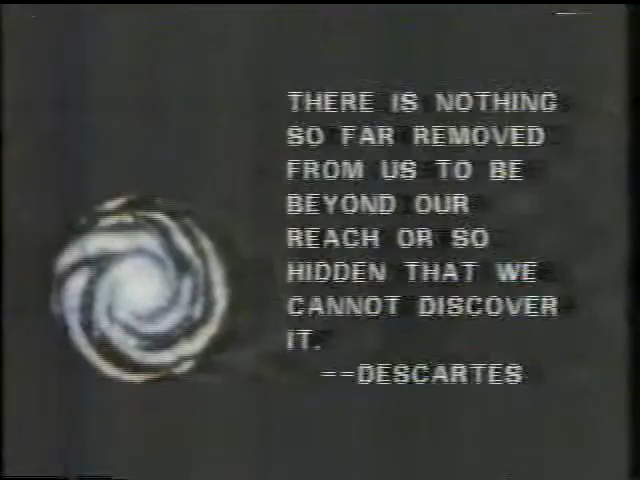 THERE IS NOTHING
SO FAR REMOVED
FROM US TO BE
BEYOND OUR
REACH OR SO
HIDDEN THAT WE
CANNOT DISCOVER
IT.
--DESCARTES